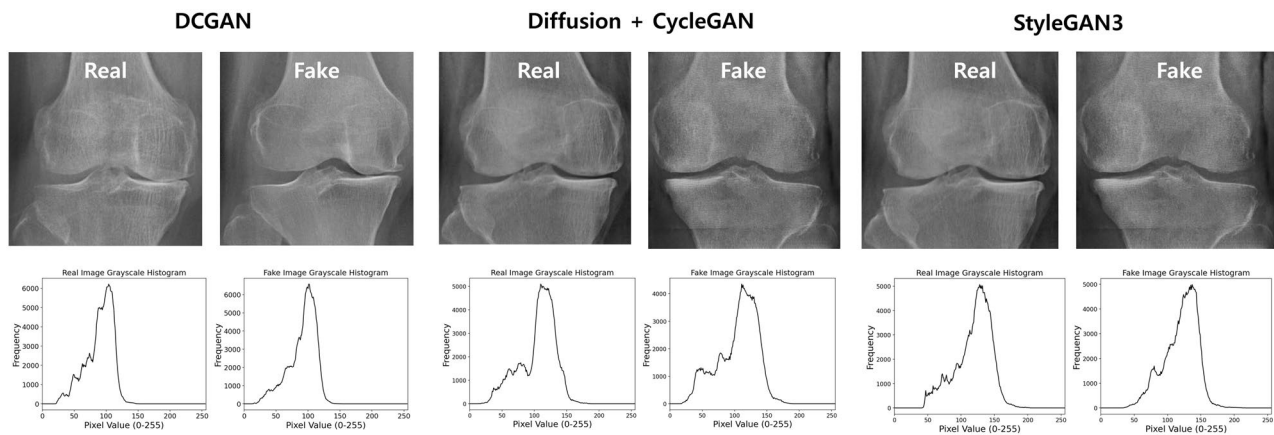 DCGAN
Diffusion + CycleGAN
StyleGAN3
Real
Fake
Real
Fake
Real
Fake
Real Image Grayscale Histogram
Frequency
6000
5000
4000
3000
2000
1000
0
0 50 100 150 200 250
Pixel Value (0-255)
Fake Image Grayscale Histogram
Frequency
6000
5000
4000
3000
2000
1000
0
0 50 100 150 200 250
Pixel Value (0-255)
Real Image Grayscale Histogram
Frequency
5000
4000
3000
2000
1000
0
0 50 100 150 200 250
Pixel Value (0-255)
Fake Image Grayscale Histogram
Frequency
4000
3000
2000
1000
0
0 50 100 150 200 250
Pixel Value (0-255)
Real Image Grayscale Histogram
Frequency
5000
4000
3000
2000
1000
0
0 50 100 150 200 250
Pixel Value (0-255)
Fake Image Grayscale Histogram
Frequency
5000
4000
3000
2000
1000
0
0 50 100 150 200 250
Pixel Value (0-255)